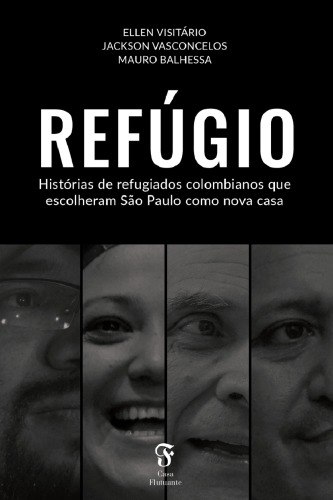 ELLEN VISITÁRIO
JACKSON VASCONCELOS
MAURO BALHESSA
REFÚGIO
Histórias de refugiados colombianos que
escolheram São Paulo como nova casa
F
Casa
Flutuante